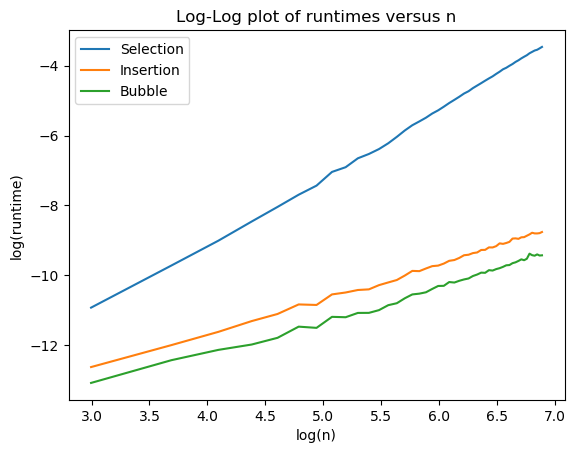 Log-Log plot of runtimes versus n
Selection
Insertion
Bubble
log(runtime)
−4
−6
−8
−10
−12
3.0 3.5 4.0 4.5 5.0 5.5 6.0 6.5 7.0
log(n)